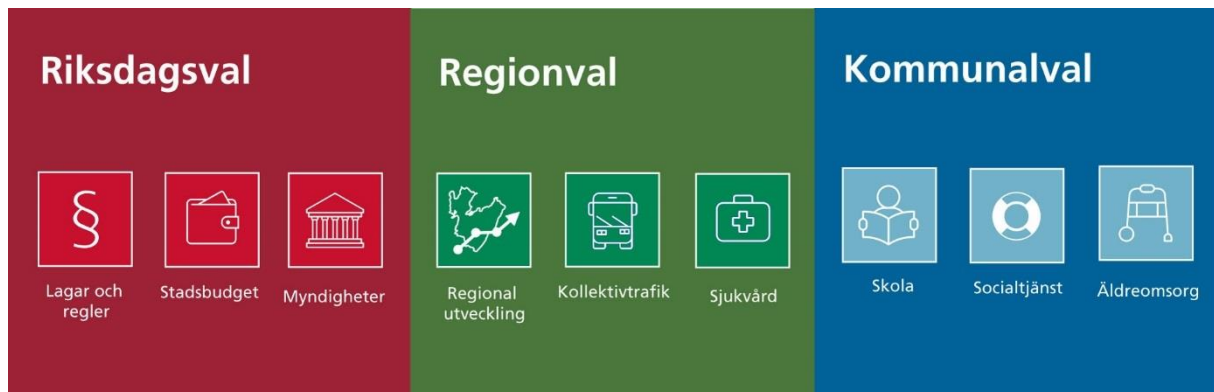 Riksdagsval
§
Lagar och
regler
Stadsbudget
Myndigheter
Regionval
Regional
utveckling
Kollektivtrafik
Sjukvård
Kommunalval
Skola
Socialtjänst
Äldreomsorg